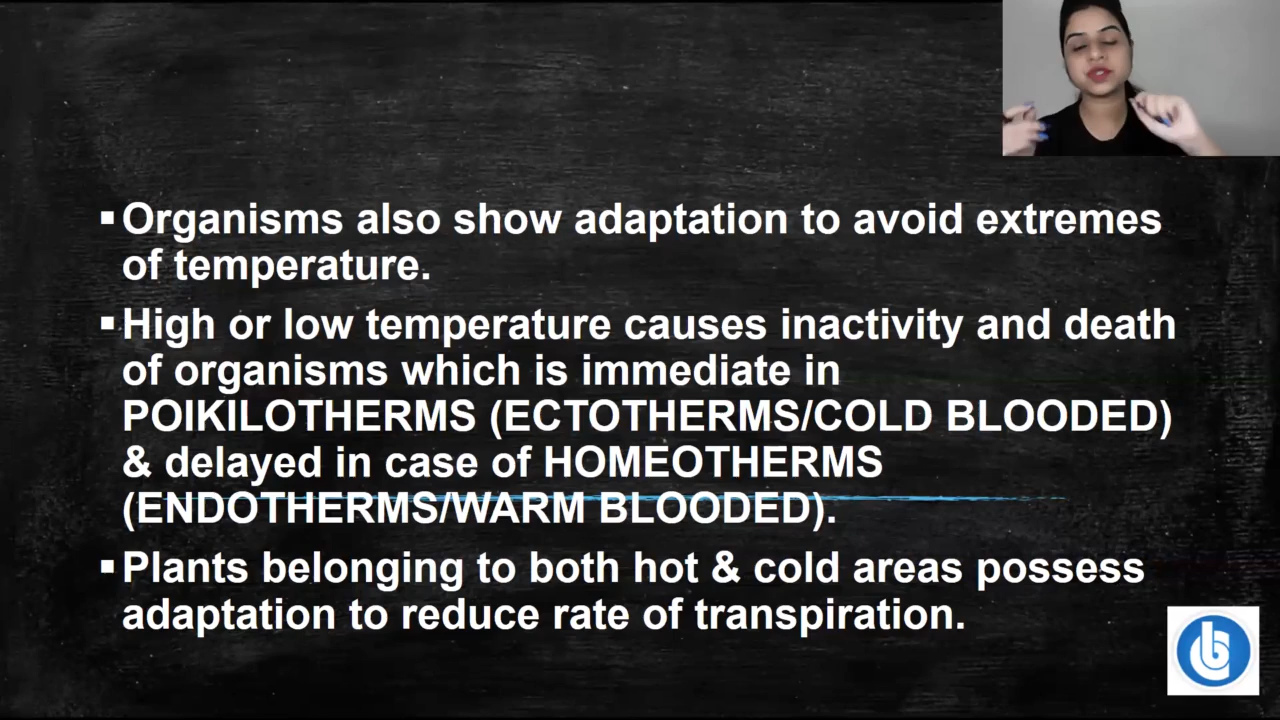 ▪Organisms also show adaptation to avoid extremes
of temperature.
▪High or low temperature causes inactivity and death
of organisms which is immediate in
POIKILOTHERMS (ECTOTHERMS/COLD BLOODED)
& delayed in case of HOMEOTHERMS
(ENDOTHERMS/WARM BLOODED).
▪Plants belonging to both hot & cold areas possess
adaptation to reduce rate of transpiration.